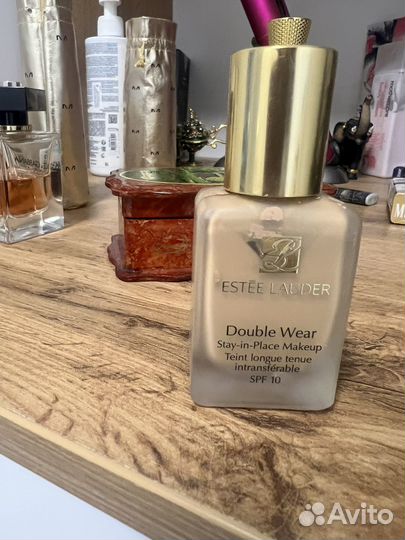 ESTĒE LAUDER
Double Wear
Stay-in-Place Makeup
Teint longue tenue
intransférable
SPF 10
Avito